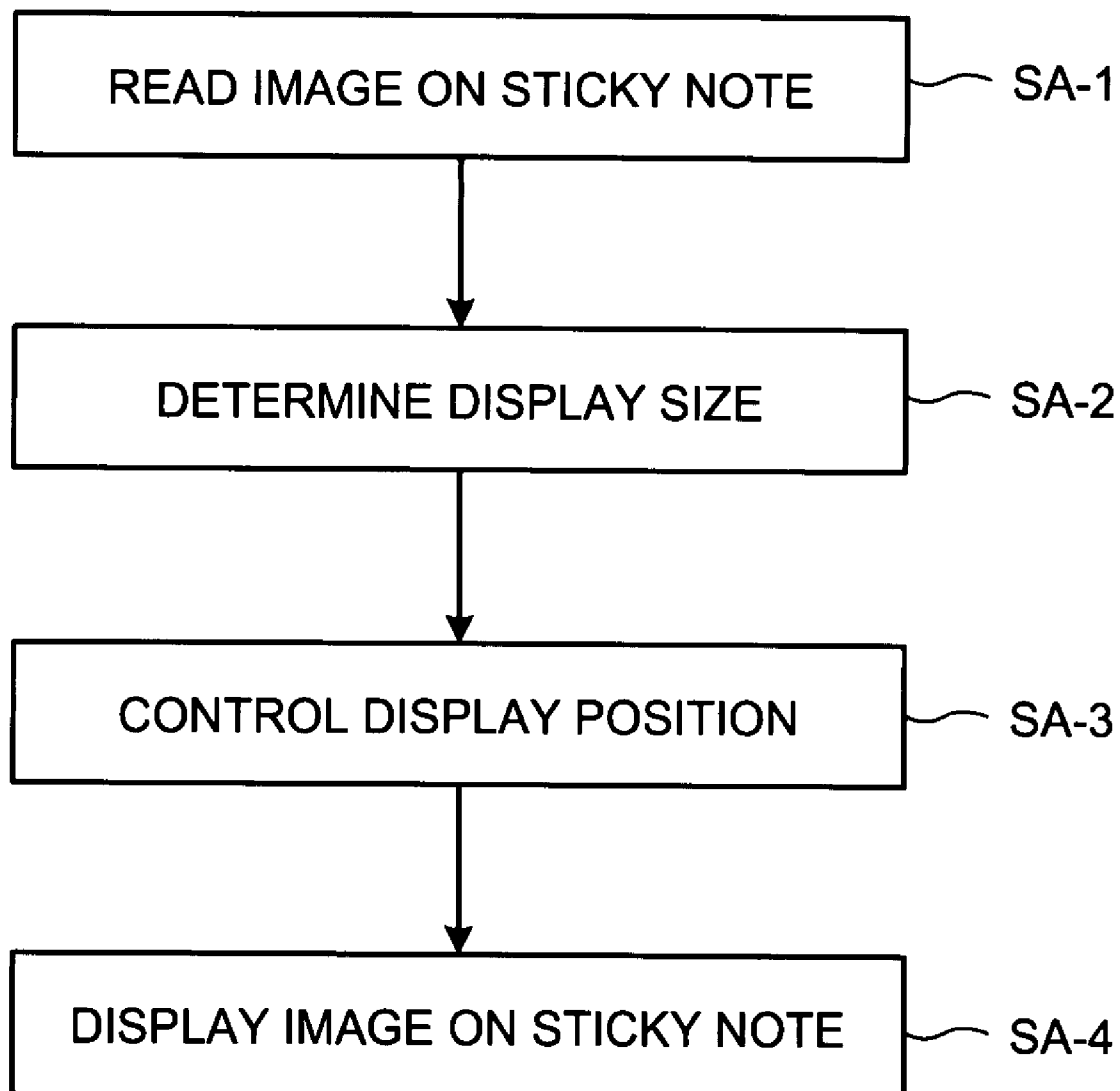 READ IMAGE ON STICKY NOTE SA-1
DETERMINE DISPLAY SIZE SA-2
CONTROL DISPLAY POSITION SA-3
DISPLAY IMAGE ON STICKY NOTE SA-4